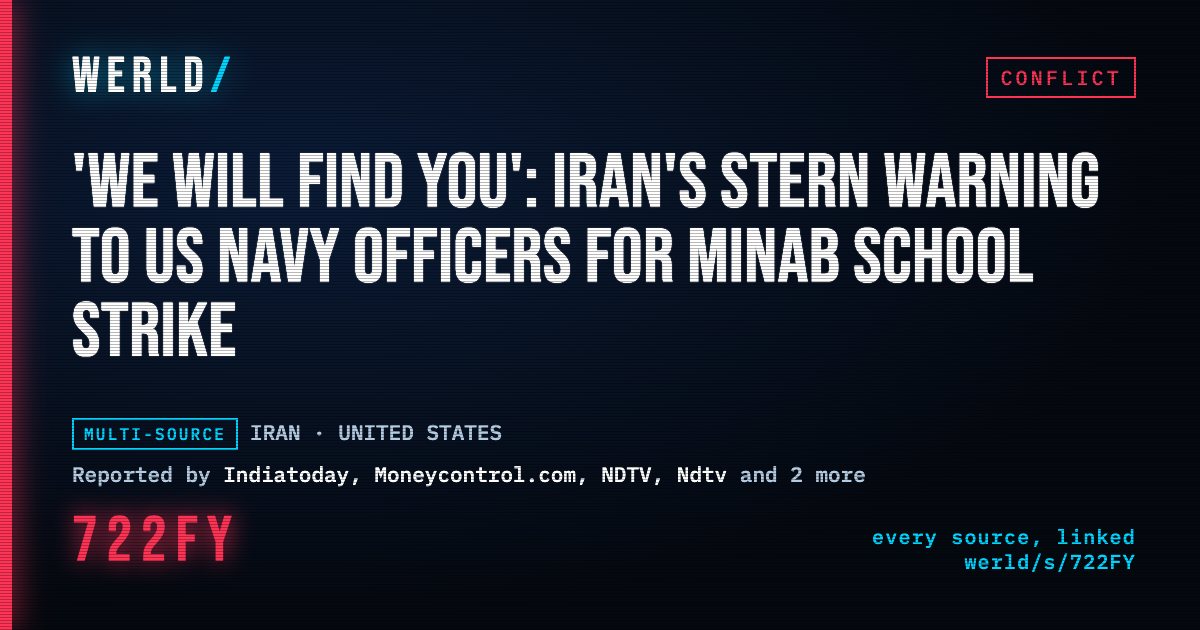 WERLD/
CONFLICT
'WE WILL FIND YOU': IRAN'S STERN WARNING
TO US NAVY OFFICERS FOR MINAB SCHOOL
STRIKE
MULTI-SOURCE IRAN · UNITED STATES
Reported by Indiatoday, Moneycontrol.com, NDTV, Ndtv and 2 more
722FY
every source, linked
werld/s/722FY